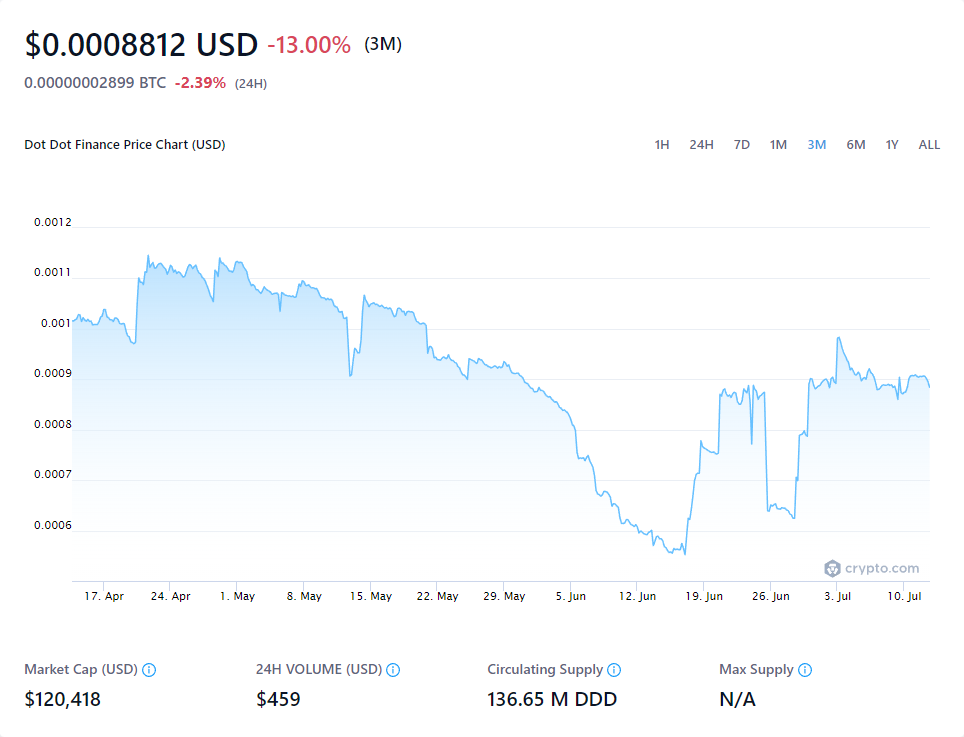 $0.0008812 USD -13.00% (3M)
0.00000002899 BTC -2.39% (24H)
Dot Dot Finance Price Chart (USD) 1H 24H 7D 1M 3M 6M 1Y ALL
0.0012
0.0011
0.001
0.0009
0.0008
0.0007
0.0006
crypto.com
17. Apr 24. Apr 1. May 8. May 15. May 22. May 29. May 5. Jun 12. Jun 19. Jun 26. Jun 3. Jul 10. Jul
Market Cap (USD) 24H VOLUME (USD) Circulating Supply Max Supply
$120,418 $459 136.65 M DDD N/A